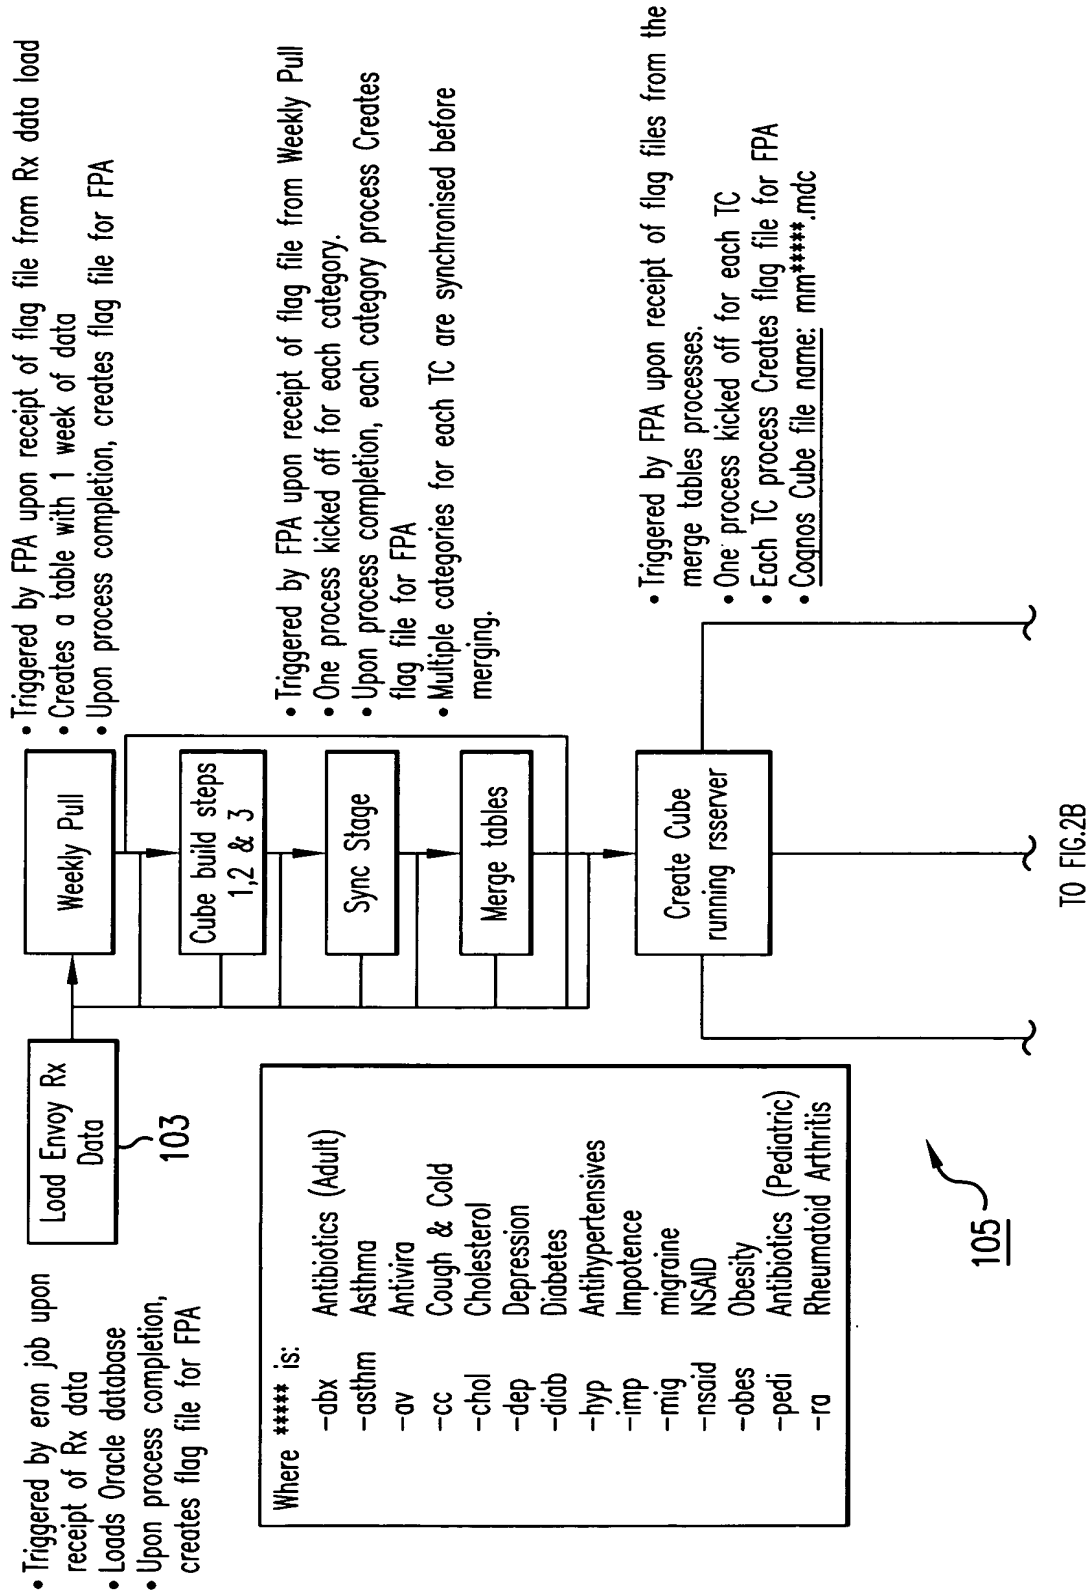 • Triggered by eron job upon
receipt of Rx data
• Loads Oracle database
• Upon process completion,
creates flag file for FPA
Load Envoy Rx
Data
103
Weekly Pull
• Triggered by FPA upon receipt of flag file from Rx data load
• Creates a table with 1 week of data
• Upon process completion, creates flag file for FPA
Cube build steps
1,2 & 3
Sync Stage
Merge tables
• Triggered by FPA upon receipt of flag file from Weekly Pull
• One process kicked off for each category.
• Upon process completion, each category process Creates
flag file for FPA
• Multiple categories for each TC are synchronised before
merging.
Where ***** is:
–abx Antibiotics (Adult)
–asthm Asthma
–av Antivira
–cc Cough & Cold
–chol Cholesterol
–dep Depression
–diab Diabetes
–hyp Antihypertensives
–imp Impotence
–mig migraine
–nsaid NSAID
–obes Obesity
–pedi Antibiotics (Pediatric)
–ra Rheumatoid Arthritis
Create Cube
running rsserver
• Triggered by FPA upon receipt of flag files from the
merge tables processes.
• One process kicked off for each TC
• Each TC process Creates flag file for FPA
• Cognos Cube file name: mm*****.mdc
105
TO FIG.2B